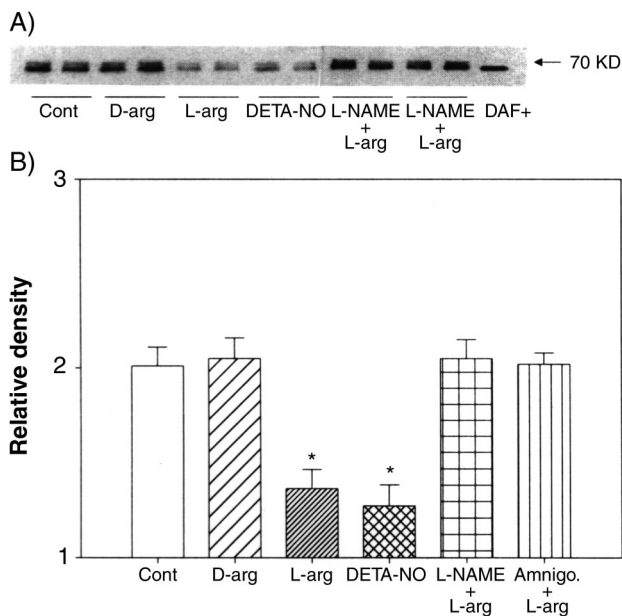 A)
← 70 KD
Cont D-arg L-arg DETA-NO L-NAME L-NAME DAF+
+ +
L-arg L-arg
B)
3
2
1
Relative density
* *
Cont D-arg L-arg DETA-NO L-NAME Amnigo.
+ +
L-arg L-arg